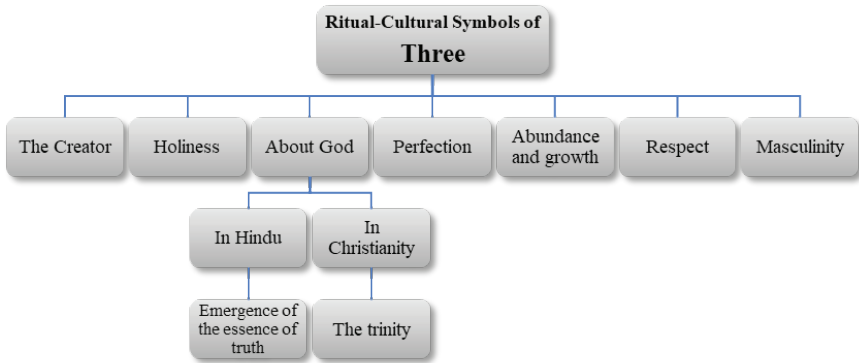 Ritual-Cultural Symbols of
Three
The Creator
Holiness
About God
Perfection
Abundance
and growth
Respect
Masculinity
In Hindu
In
Christianity
Emergence of
the essence of
truth
The trinity